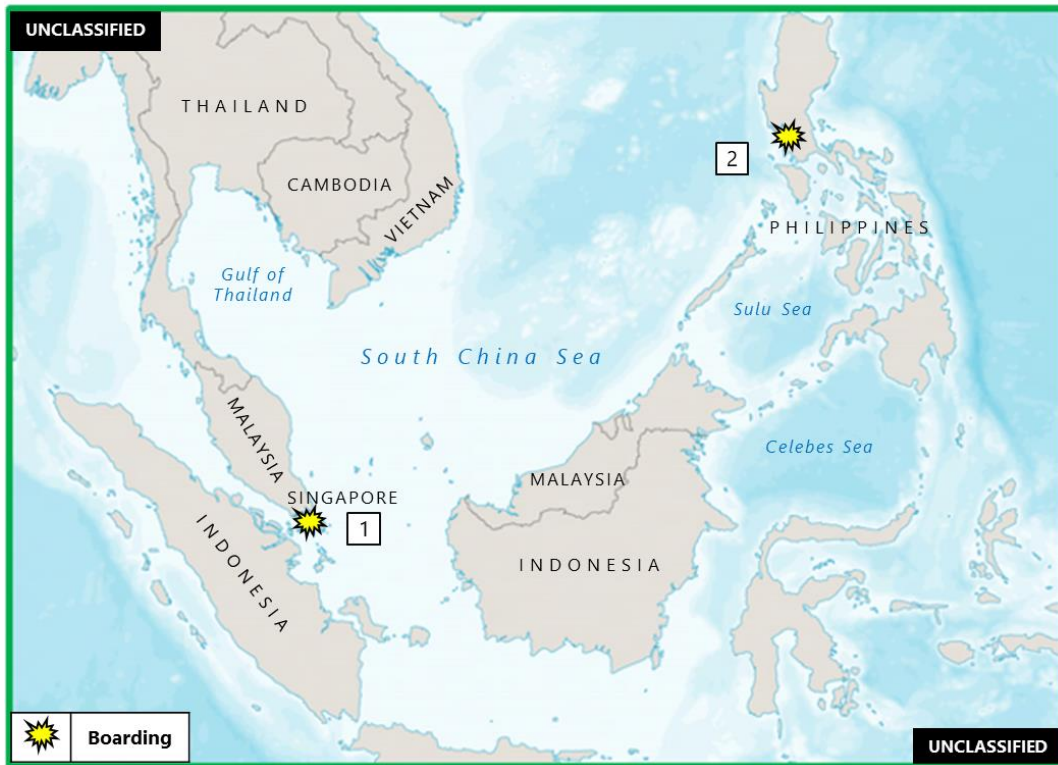 UNCLASSIFIED
THAILAND
CAMBODIA
VIETNAM
2
PHILIPPINES
Gulf of
Thailand
Sulu Sea
South China Sea
MALAYSIA
Celebes Sea
MALAYSIA
SINGAPORE
1
INDONESIA
INDONESIA
Boarding
UNCLASSIFIED